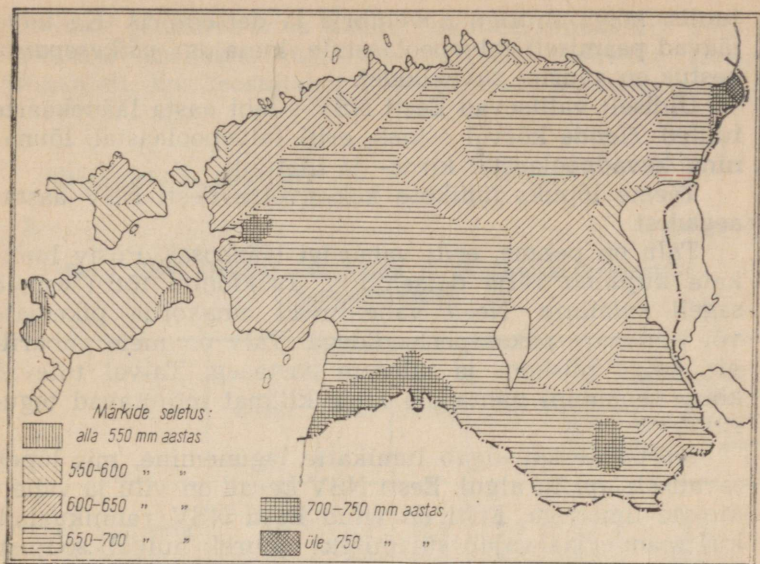 Märkide seletus:
alla 550 mm aastas
550–600 " "
600–650 " "
650–700 " "
700–750 mm aastas
üle 750 " "